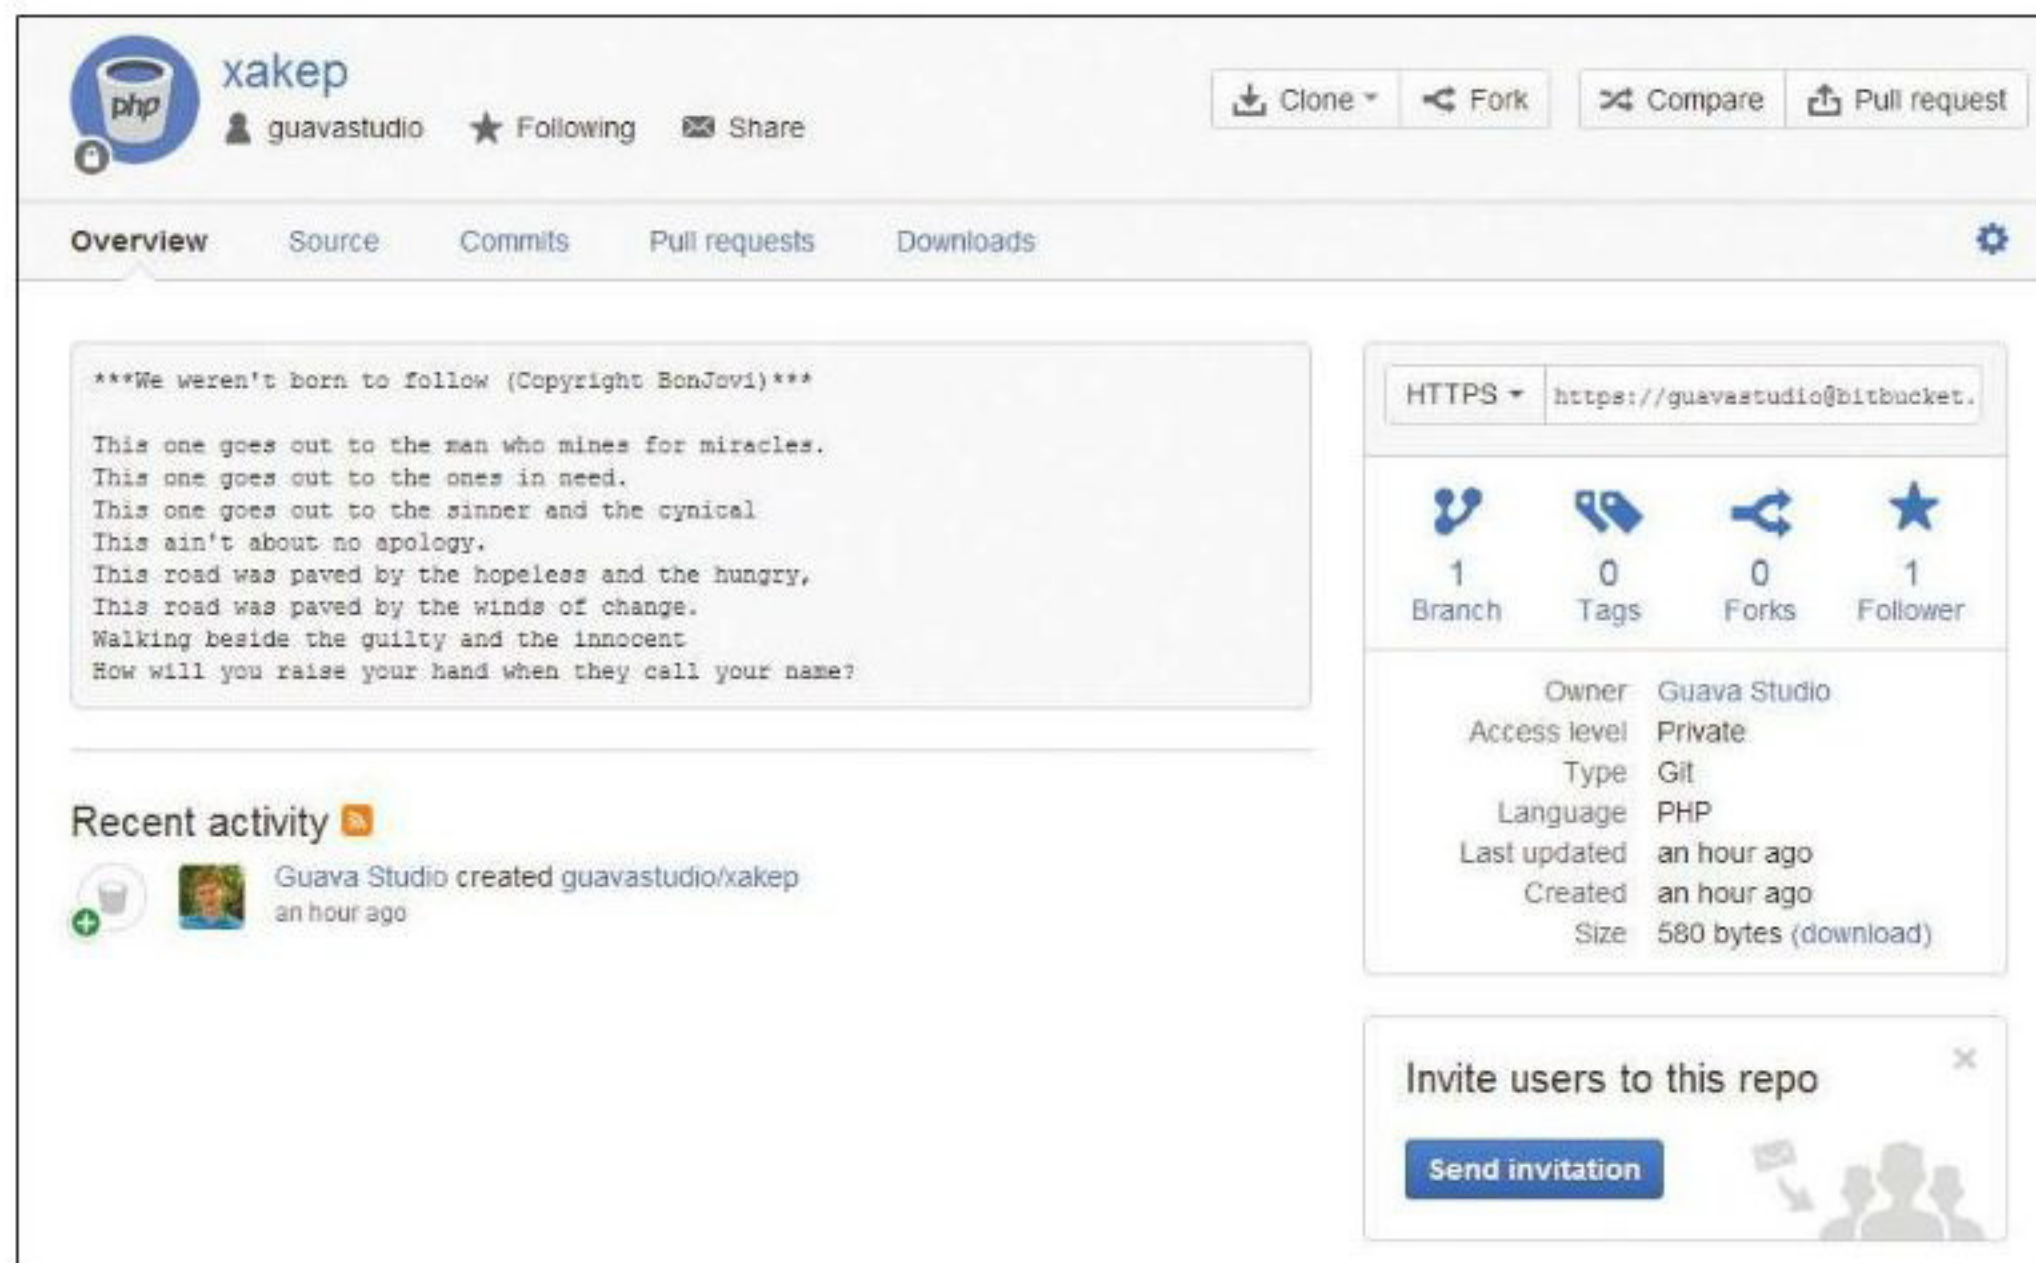 php
xakep
guavastudio Following Share
Clone Fork Compare Pull request
Overview Source Commits Pull requests Downloads
***We weren't born to follow (Copyright BonJovi)***
This one goes out to the man who mines for miracles.
This one goes out to the ones in need.
This one goes out to the sinner and the cynical
This ain't about no apology.
This road was paved by the hopeless and the hungry,
This road was paved by the winds of change.
Walking beside the guilty and the innocent
How will you raise your hand when they call your name?
Recent activity
Guava Studio created guavastudio/xakep
an hour ago
HTTPS https://guavastudio@bitbucket.
1 0 0 1
Branch Tags Forks Follower
Owner Guava Studio
Access level Private
Type Git
Language PHP
Last updated an hour ago
Created an hour ago
Size 580 bytes (download)
Invite users to this repo
Send invitation